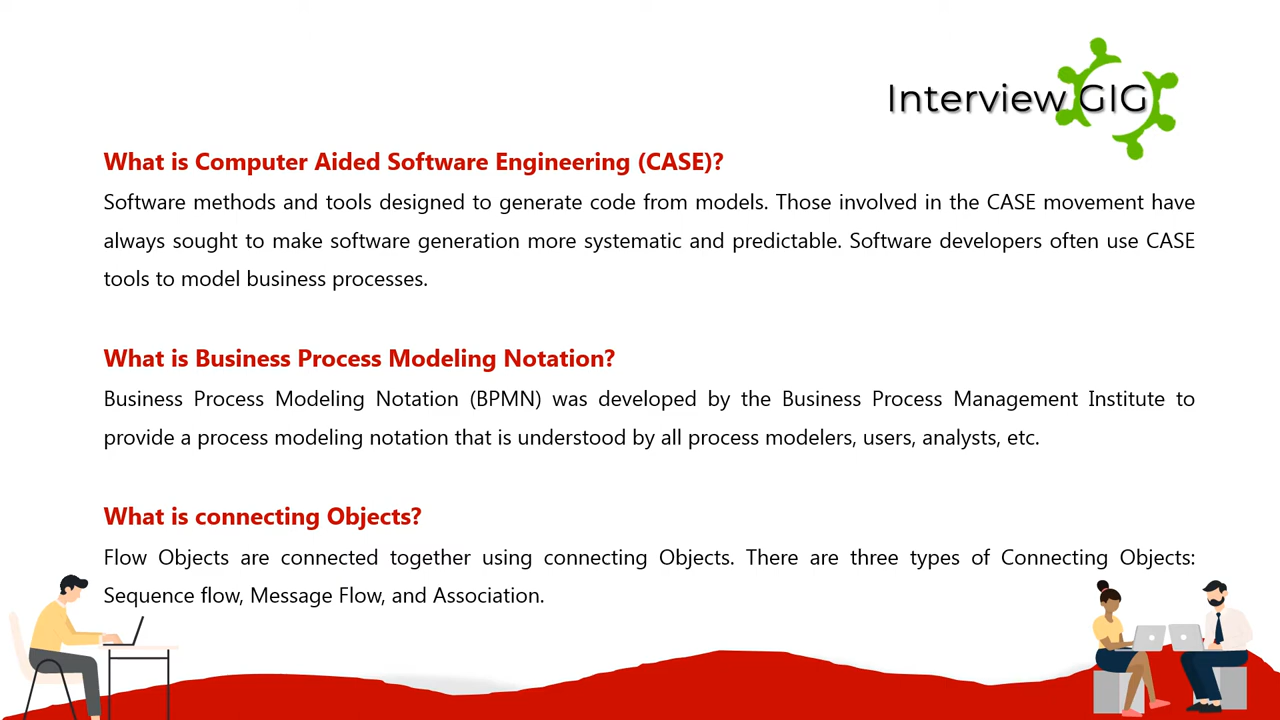 Interview GIG
What is Computer Aided Software Engineering (CASE)?
Software methods and tools designed to generate code from models. Those involved in the CASE movement have
always sought to make software generation more systematic and predictable. Software developers often use CASE
tools to model business processes.
What is Business Process Modeling Notation?
Business Process Modeling Notation (BPMN) was developed by the Business Process Management Institute to
provide a process modeling notation that is understood by all process modelers, users, analysts, etc.
What is connecting Objects?
Flow Objects are connected together using connecting Objects. There are three types of Connecting Objects:
Sequence flow, Message Flow, and Association.